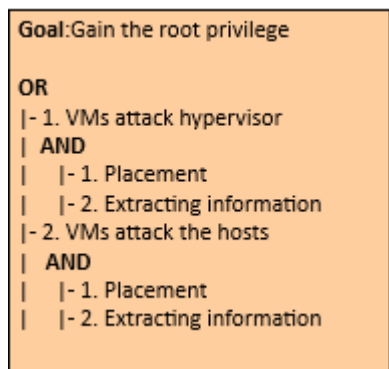 Goal:Gain the root privilege
OR
|- 1. VMs attack hypervisor
| AND
| |- 1. Placement
| |- 2. Extracting information
|- 2. VMs attack the hosts
| AND
| |- 1. Placement
| |- 2. Extracting information